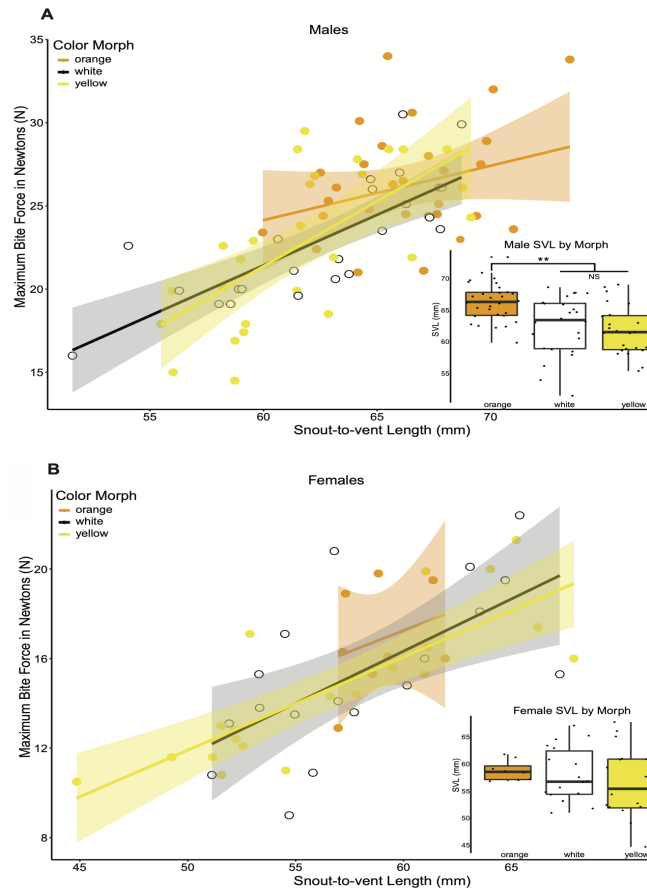 A
Males
Color Morph
orange
white
yellow
Maximum Bite Force in Newtons (N)
35
30
25
20
15
55
60
65
70
Snout-to-vent Length (mm)
Male SVL by Morph
**
NS
SVL (mm)
70
65
60
55
orange
white
yellow
B
Females
Color Morph
orange
white
yellow
Maximum Bite Force in Newtons (N)
20
16
12
8
45
50
55
60
65
Snout-to-vent Length (mm)
Female SVL by Morph
SVL (mm)
65
60
55
50
45
orange
white
yellow